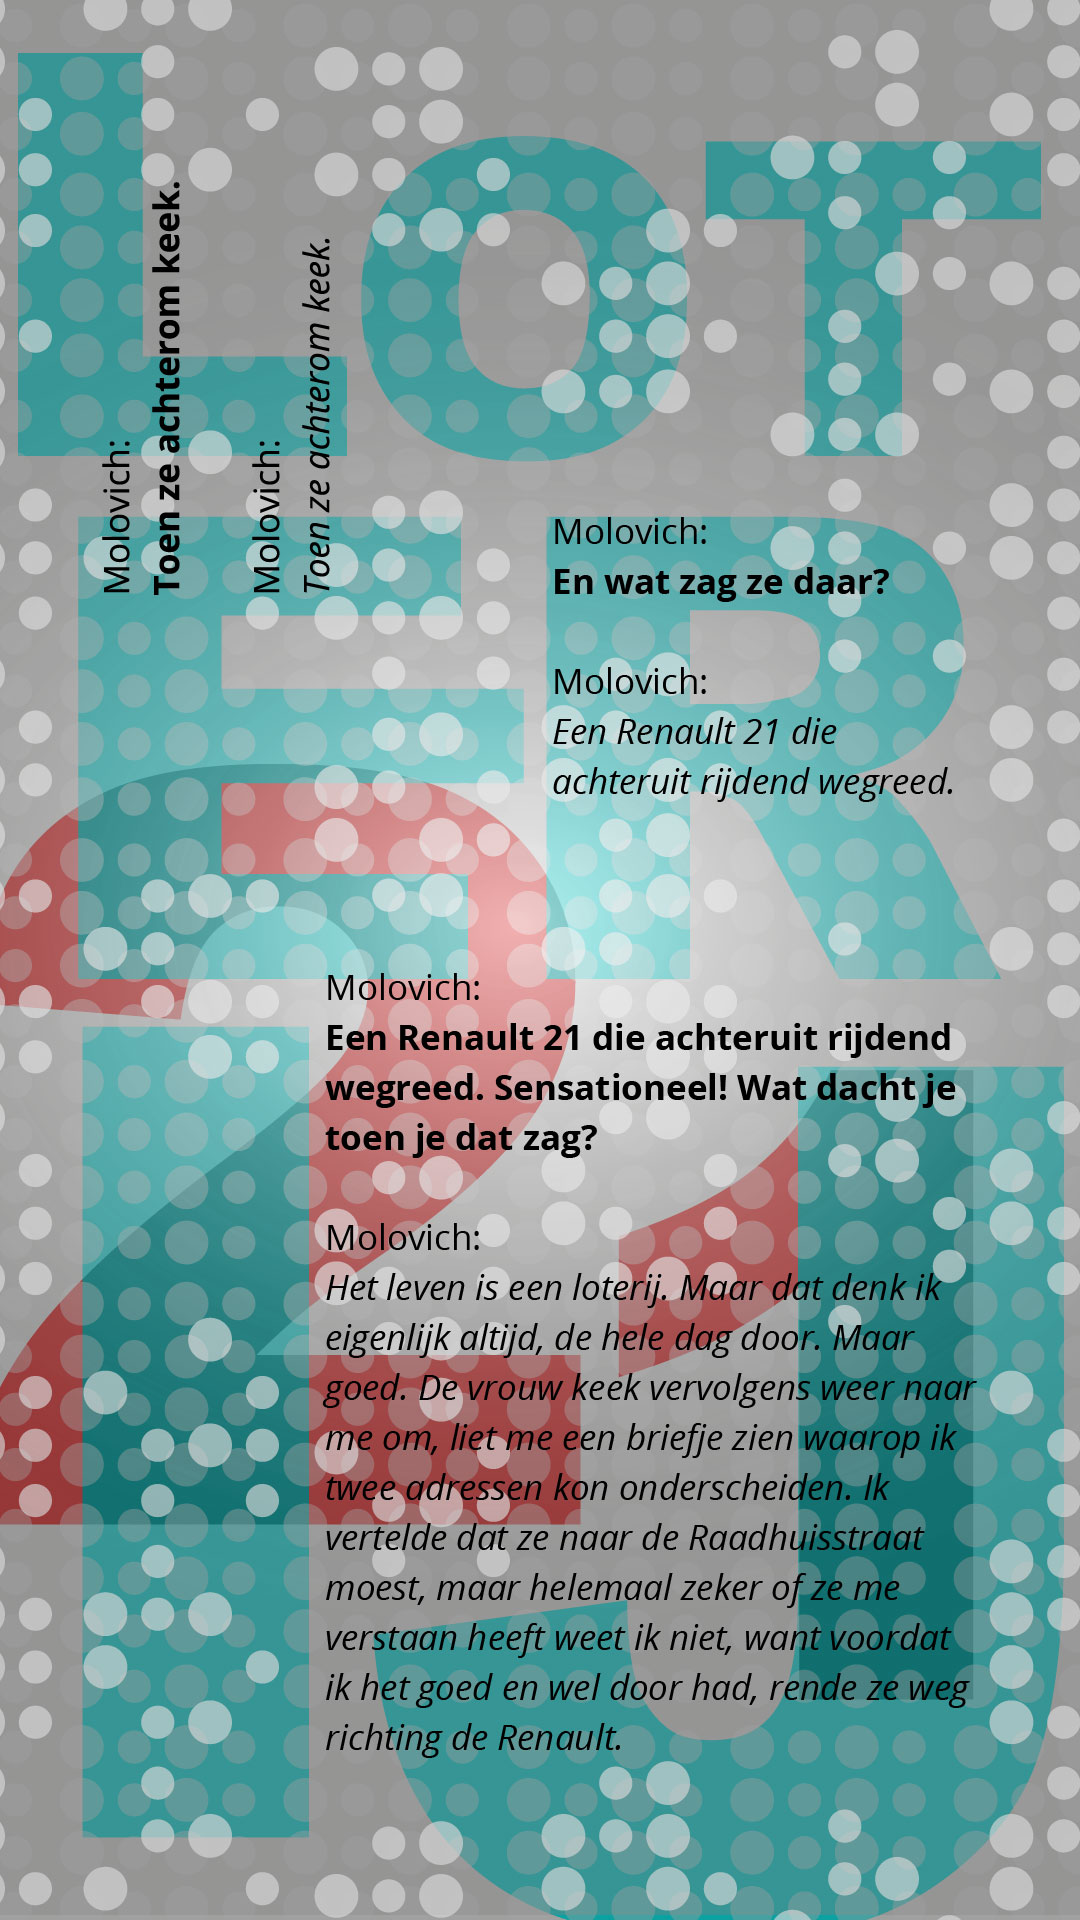 LOT
ER
IJ
21
Molovich:
Toen ze achterom keek.
Molovich:
Toen ze achterom keek.
Molovich:
En wat zag ze daar?
Molovich:
Een Renault 21 die
achteruit rijdend wegreed.
Molovich:
Een Renault 21 die achteruit rijdend
wegreed. Sensationeel! Wat dacht je
toen je dat zag?
Molovich:
Het leven is een loterij. Maar dat denk ik
eigenlijk altijd, de hele dag door. Maar
goed. De vrouw keek vervolgens weer naar
me om, liet me een briefje zien waarop ik
twee adressen kon onderscheiden. Ik
vertelde dat ze naar de Raadhuisstraat
moest, maar helemaal zeker of ze me
verstaan heeft weet ik niet, want voordat
ik het goed en wel door had, rende ze weg
richting de Renault.